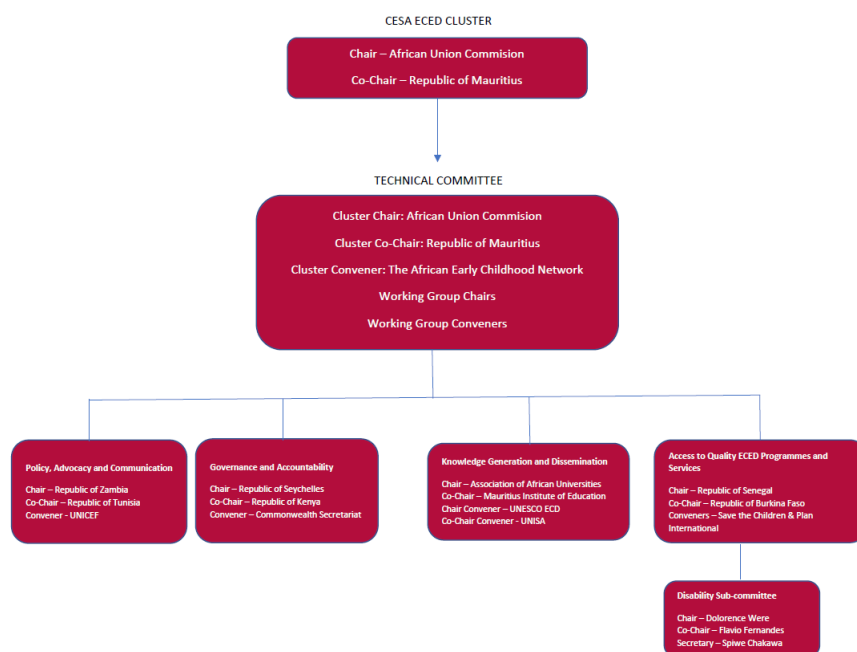 CESA ECED CLUSTER
Chair – African Union Commision
Co-Chair – Republic of Mauritius
TECHNICAL COMMITTEE
Cluster Chair: African Union Commision
Cluster Co-Chair: Republic of Mauritius
Cluster Convener: The African Early Childhood Network
Working Group Chairs
Working Group Conveners
Policy, Advocacy and Communication
Chair – Republic of Zambia
Co-Chair – Republic of Tunisia
Convener - UNICEF
Governance and Accountability
Chair – Republic of Seychelles
Co-Chair – Republic of Kenya
Convener – Commonwealth Secretariat
Knowledge Generation and Dissemination
Chair – Association of African Universities
Co-Chair – Mauritius Institute of Education
Chair Convener – UNESCO ECD
Co-Chair Convener - UNISA
Access to Quality ECED Programmes and
Services
Chair – Republic of Senegal
Co-Chair – Republic of Burkina Faso
Conveners – Save the Children & Plan
International
Disability Sub-committee
Chair – Dolorence Were
Co-Chair – Flavio Fernandes
Secretary – Spiwe Chakawa